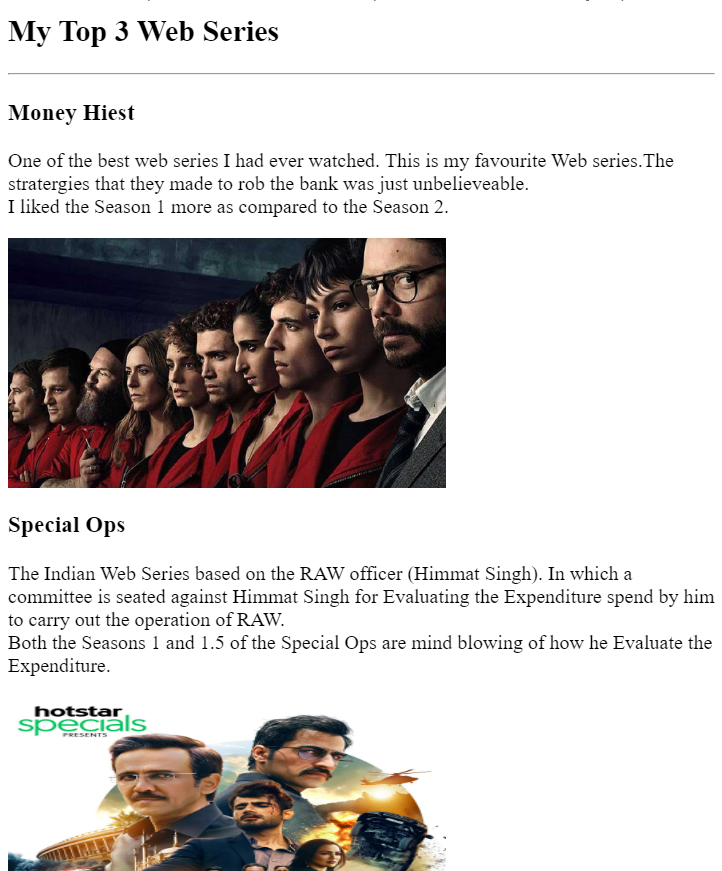 My Top 3 Web Series
Money Hiest
One of the best web series I had ever watched. This is my favourite Web series.The
stratergies that they made to rob the bank was just unbelieveable.
I liked the Season 1 more as compared to the Season 2.
Special Ops
The Indian Web Series based on the RAW officer (Himmat Singh). In which a
committee is seated against Himmat Singh for Evaluating the Expenditure spend by him
to carry out the operation of RAW.
Both the Seasons 1 and 1.5 of the Special Ops are mind blowing of how he Evaluate the
Expenditure.
hotstar
specials
PRESENTS